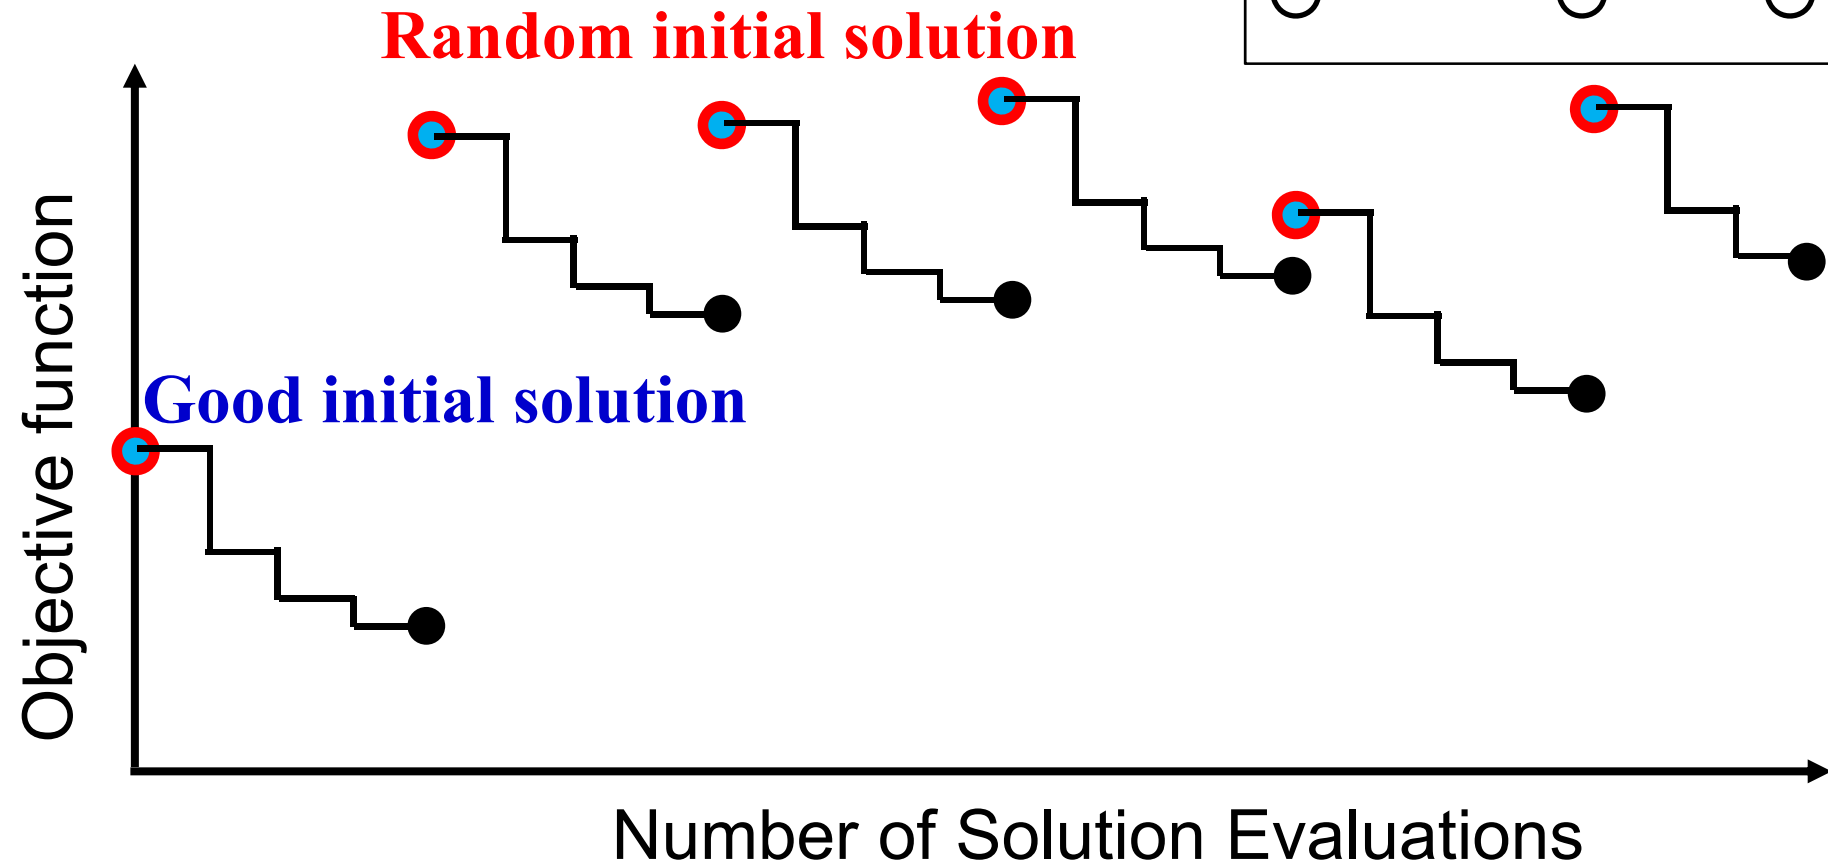 Random initial solution
Good initial solution
Objective function
Number of Solution Evaluations